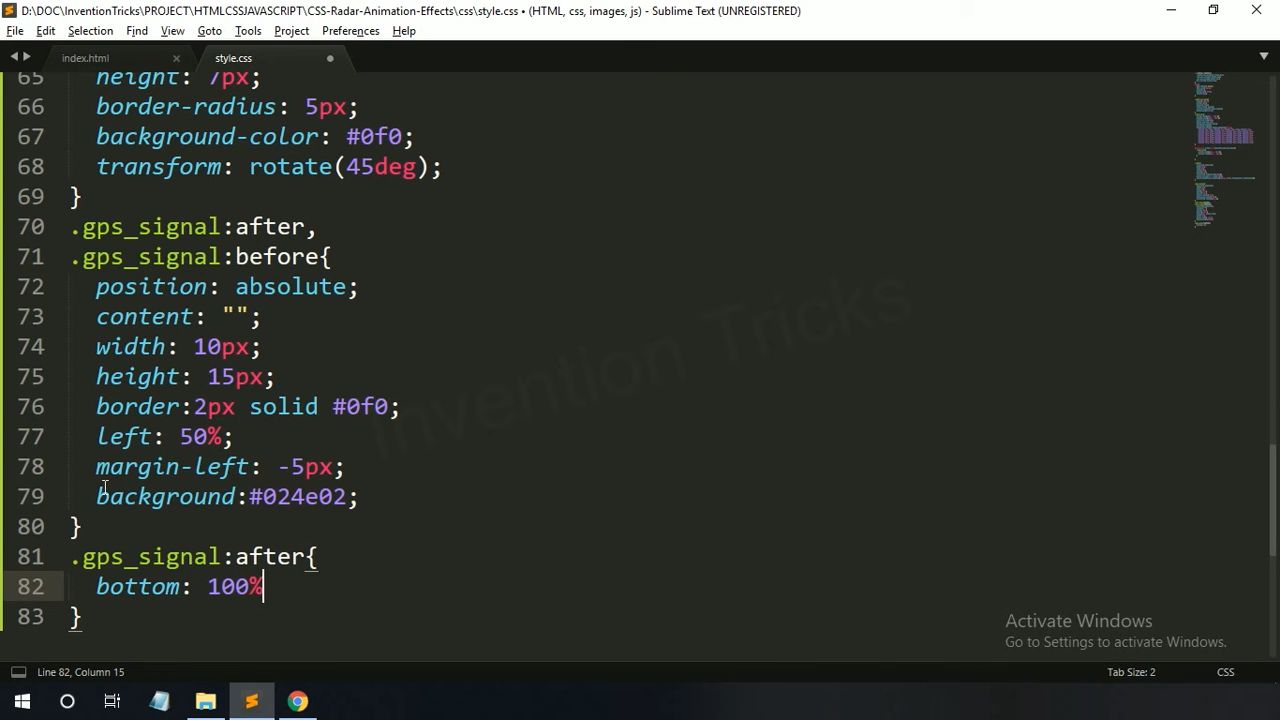 D:\DOC\InventionTricks\PROJECT\HTMLCSSJAVASCRIPT\CSS-Radar-Animation-Effects\css\style.css • (HTML, css, images, js) - Sublime Text (UNREGISTERED)
File Edit Selection Find View Goto Tools Project Preferences Help
index.html style.css
65 height: 7px;
66 border-radius: 5px;
67 background-color: #0f0;
68 transform: rotate(45deg);
69 }
70 .gps_signal:after,
71 .gps_signal:before{
72 position: absolute;
73 content: "";
74 width: 10px;
75 height: 15px;
76 border:2px solid #0f0;
77 left: 50%;
78 margin-left: -5px;
79 background:#024e02;
80 }
81 .gps_signal:after{
82 bottom: 100%
83 }
Invention Tricks
Activate Windows
Go to Settings to activate Windows.
Line 82, Column 15 Tab Size: 2 CSS